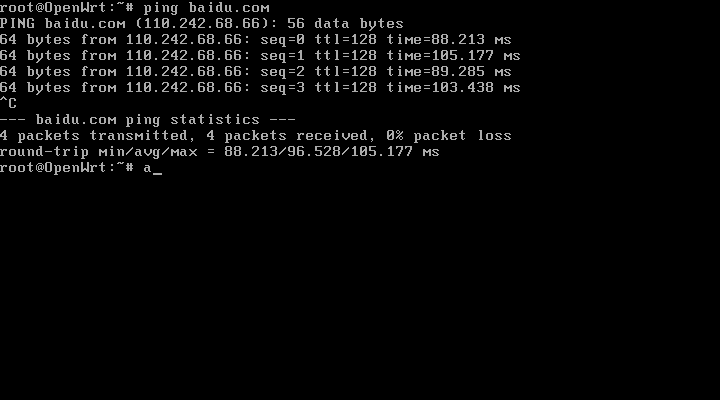 root@OpenWrt:~# ping baidu.com
PING baidu.com (110.242.68.66): 56 data bytes
64 bytes from 110.242.68.66: seq=0 ttl=128 time=88.213 ms
64 bytes from 110.242.68.66: seq=1 ttl=128 time=105.177 ms
64 bytes from 110.242.68.66: seq=2 ttl=128 time=89.285 ms
64 bytes from 110.242.68.66: seq=3 ttl=128 time=103.438 ms
^C
--- baidu.com ping statistics ---
4 packets transmitted, 4 packets received, 0% packet loss
round-trip min/avg/max = 88.213/96.528/105.177 ms
root@OpenWrt:~# a_